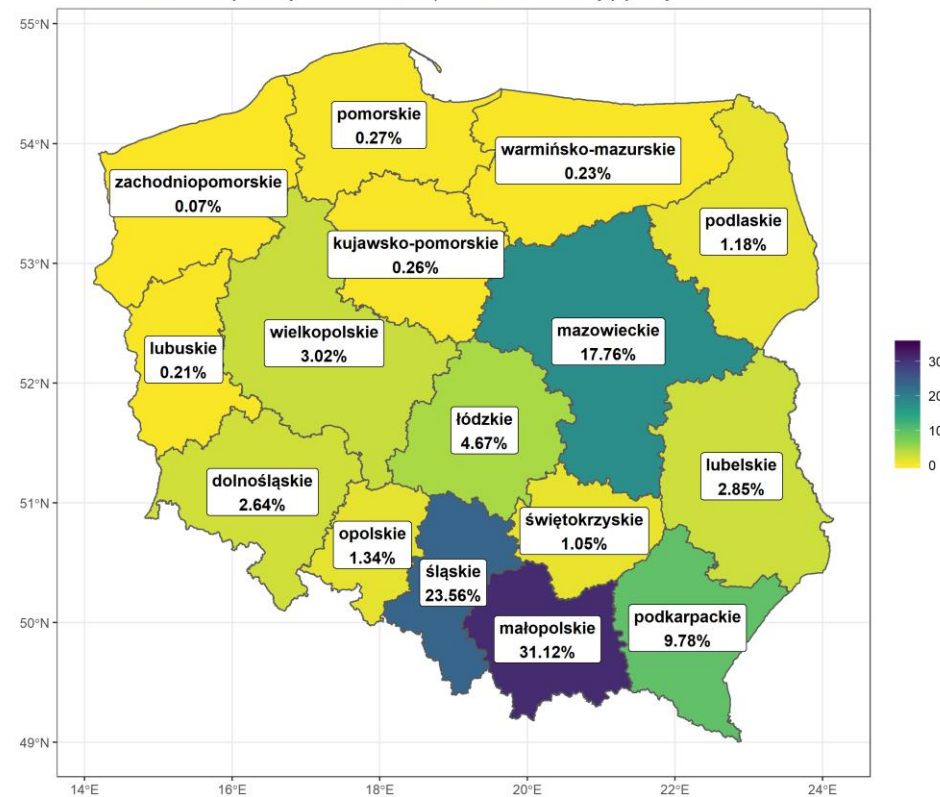 55°N
pomorskie
0.27%
54°N
warmińsko-mazurskie
0.23%
zachodniopomorskie
0.07%
podlaskie
1.18%
kujawsko-pomorskie
0.26%
53°N
mazowieckie
17.76%
wielkopolskie
3.02%
lubuskie
0.21%
30
20
10
0
52°N
łódzkie
4.67%
lubelskie
2.85%
dolnośląskie
2.64%
51°N
świętokrzyskie
1.05%
opolskie
1.34%
śląskie
23.56%
50°N
małopolskie
31.12%
podkarpackie
9.78%
49°N
14°E 16°E 18°E 20°E 22°E 24°E